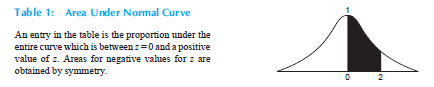 Table 1: Area Under Normal Curve
An entry in the table is the proportion under the
entire curve which is between z = 0 and a positive
value of z. Areas for negative values for z are
obtained by symmetry.
1
0 2